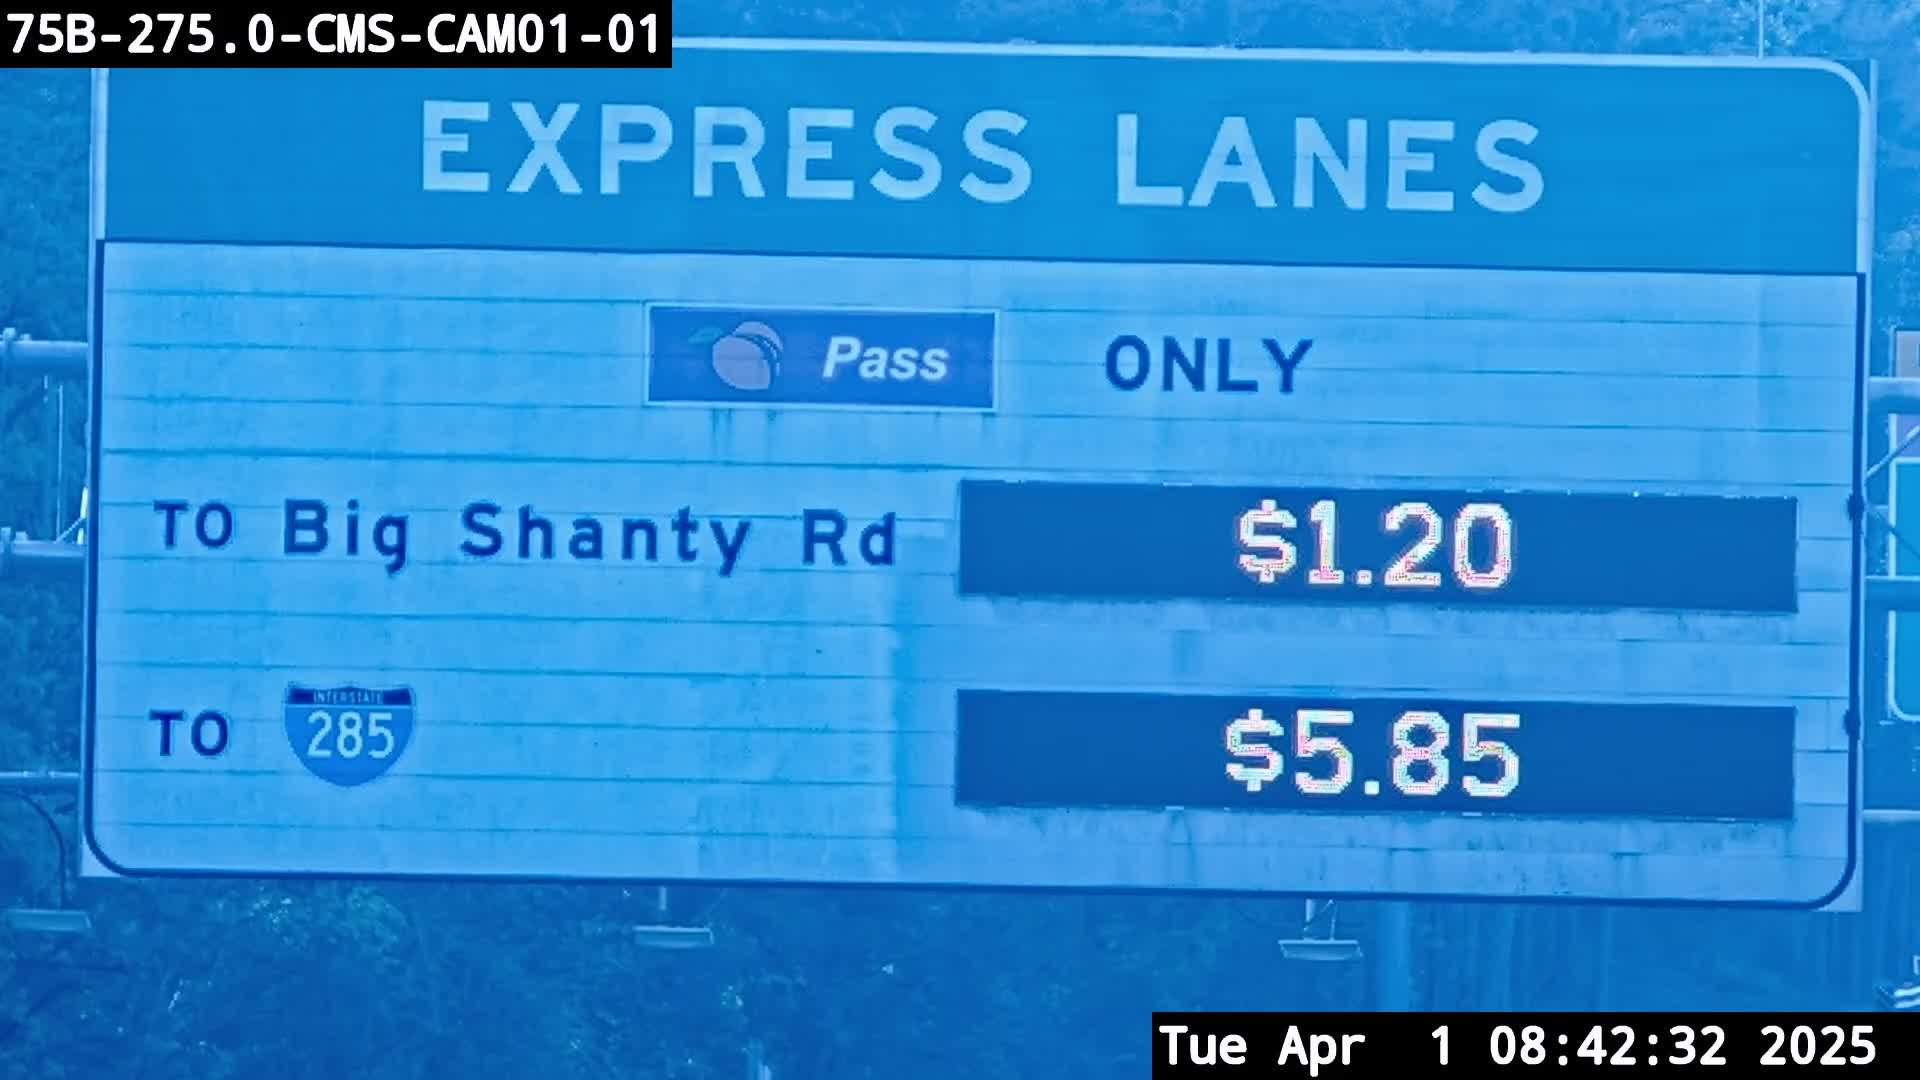 75B-275.0-CMS-CAM01-01
EXPRESS LANES
Pass ONLY
TO Big Shanty Rd $1.20
TO INTERSTATE 285 $5.85
Tue Apr 1 08:42:32 2025